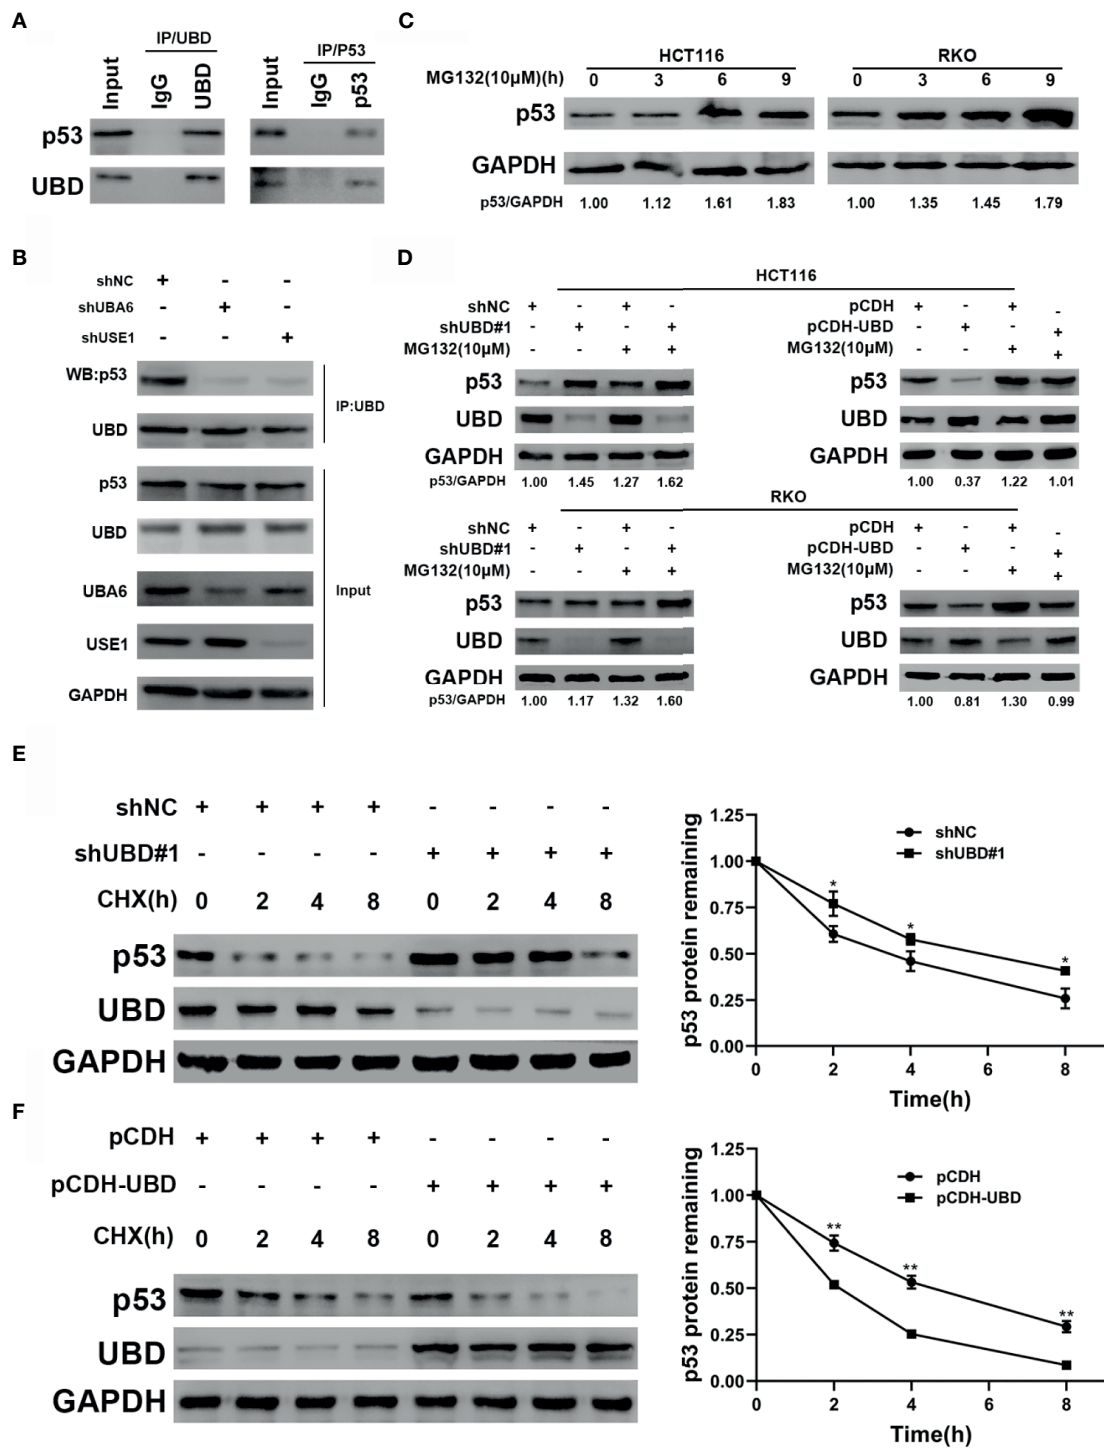 A
IP/UBD
Input
IgG
UBD
p53
UBD
IP/P53
Input
IgG
p53
C
HCT116
RKO
MG132(10μM)(h) 0 3 6 9 0 3 6 9
p53
GAPDH
p53/GAPDH 1.00 1.12 1.61 1.83 1.00 1.35 1.45 1.79
B
shNC + - -
shUBA6 - + -
shUSE1 - - +
WB:p53
UBD
IP:UBD
p53
UBD
UBA6
USE1
GAPDH
Input
D
HCT116
shNC + - + -
shUBD#1 - + - +
MG132(10μM) - - + +
p53
UBD
GAPDH
p53/GAPDH 1.00 1.45 1.27 1.62
pCDH + - + -
pCDH-UBD - + - +
MG132(10μM) - - + +
p53
UBD
GAPDH
1.00 0.37 1.22 1.01
RKO
shNC + - + -
shUBD#1 - + - +
MG132(10μM) - - + +
p53
UBD
GAPDH
p53/GAPDH 1.00 1.17 1.32 1.60
pCDH + - + -
pCDH-UBD - + - +
MG132(10μM) - - + +
p53
UBD
GAPDH
1.00 0.81 1.30 0.99
E
shNC + + + + - - - -
shUBD#1 - - - - + + + +
CHX(h) 0 2 4 8 0 2 4 8
p53
UBD
GAPDH
p53 protein remaining
1.25
1.00
0.75
0.50
0.25
0.00
shNC
shUBD#1
*
*
*
0 2 4 6 8
Time(h)
F
pCDH + + + + - - - -
pCDH-UBD - - - - + + + +
CHX(h) 0 2 4 8 0 2 4 8
p53
UBD
GAPDH
p53 protein remaining
1.25
1.00
0.75
0.50
0.25
0.00
pCDH
pCDH-UBD
**
**
**
0 2 4 6 8
Time(h)